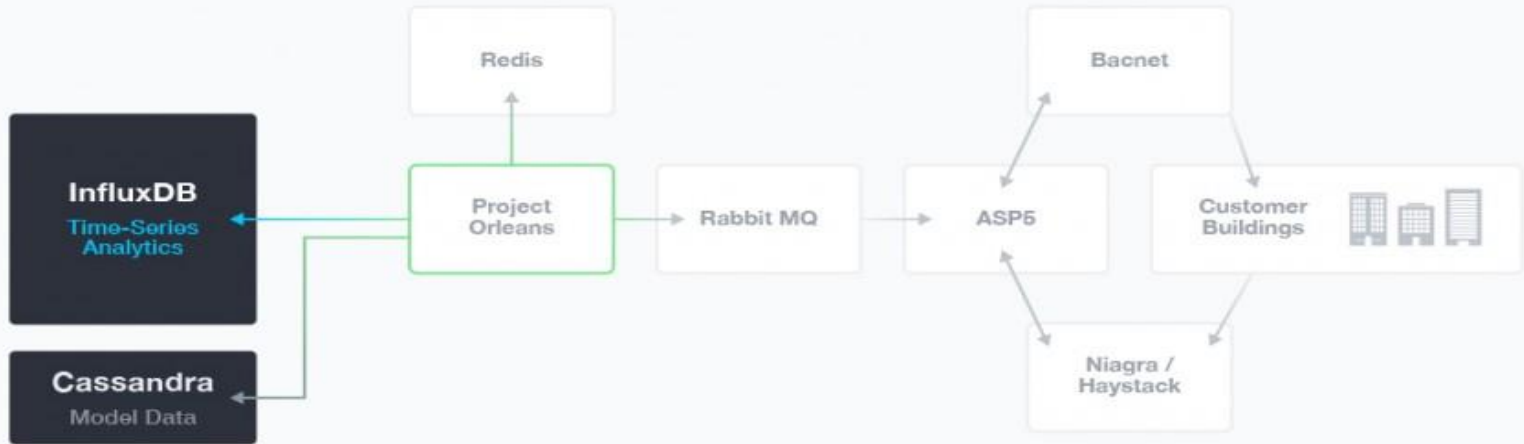 Redis
Bacnet
InfluxDB
Time-Series
Analytics
Project
Orleans
Rabbit MQ
ASP5
Customer
Buildings
Niagra /
Haystack
Cassandra
Model Data